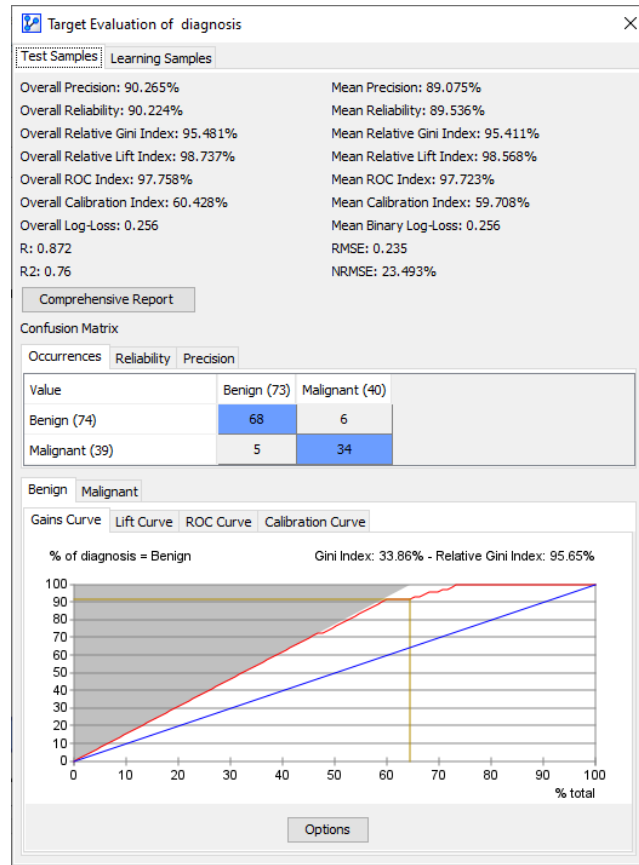 Target Evaluation of diagnosis
Test Samples Learning Samples
Overall Precision: 90.265% Mean Precision: 89.075%
Overall Reliability: 90.224% Mean Reliability: 89.536%
Overall Relative Gini Index: 95.481% Mean Relative Gini Index: 95.411%
Overall Relative Lift Index: 98.737% Mean Relative Lift Index: 98.568%
Overall ROC Index: 97.758% Mean ROC Index: 97.723%
Overall Calibration Index: 60.428% Mean Calibration Index: 59.708%
Overall Log-Loss: 0.256 Mean Binary Log-Loss: 0.256
R: 0.872 RMSE: 0.235
R2: 0.76 NRMSE: 23.493%
Comprehensive Report
Confusion Matrix
Occurrences Reliability Precision
Value Benign (73) Malignant (40)
Benign (74) 68 6
Malignant (39) 5 34
Benign Malignant
Gains Curve Lift Curve ROC Curve Calibration Curve
% of diagnosis = Benign Gini Index: 33.86% - Relative Gini Index: 95.65%
100
90
80
70
60
50
40
30
20
10
0
0 10 20 30 40 50 60 70 80 90 100
% total
Options